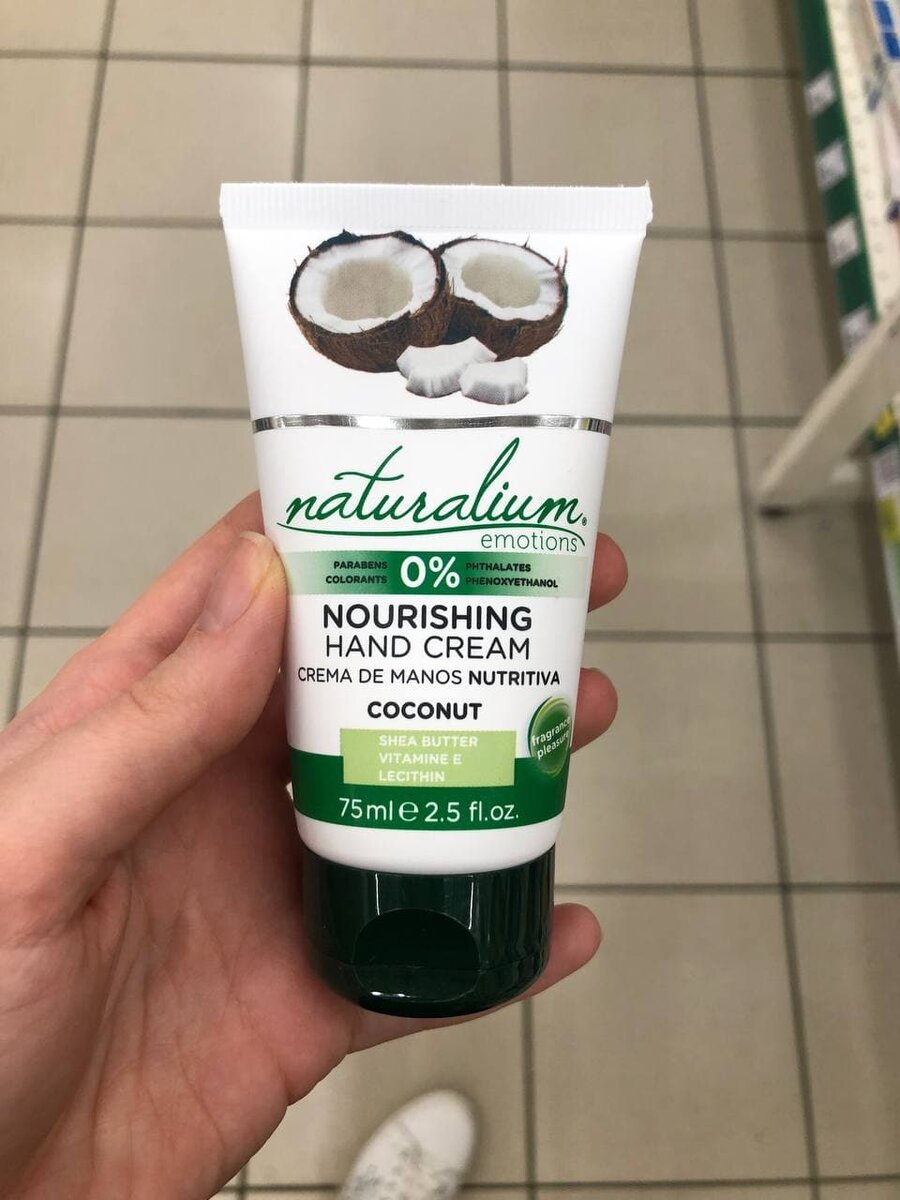 naturalium®
emotions
PARABENS
COLORANTS
0%
PHTHALATES
PHENOXYETHANOL
NOURISHING
HAND CREAM
CREMA DE MANOS NUTRITIVA
COCONUT
fragrance
pleasure
SHEA BUTTER
VITAMINE E
LECITHIN
75ml e 2.5 fl.oz.